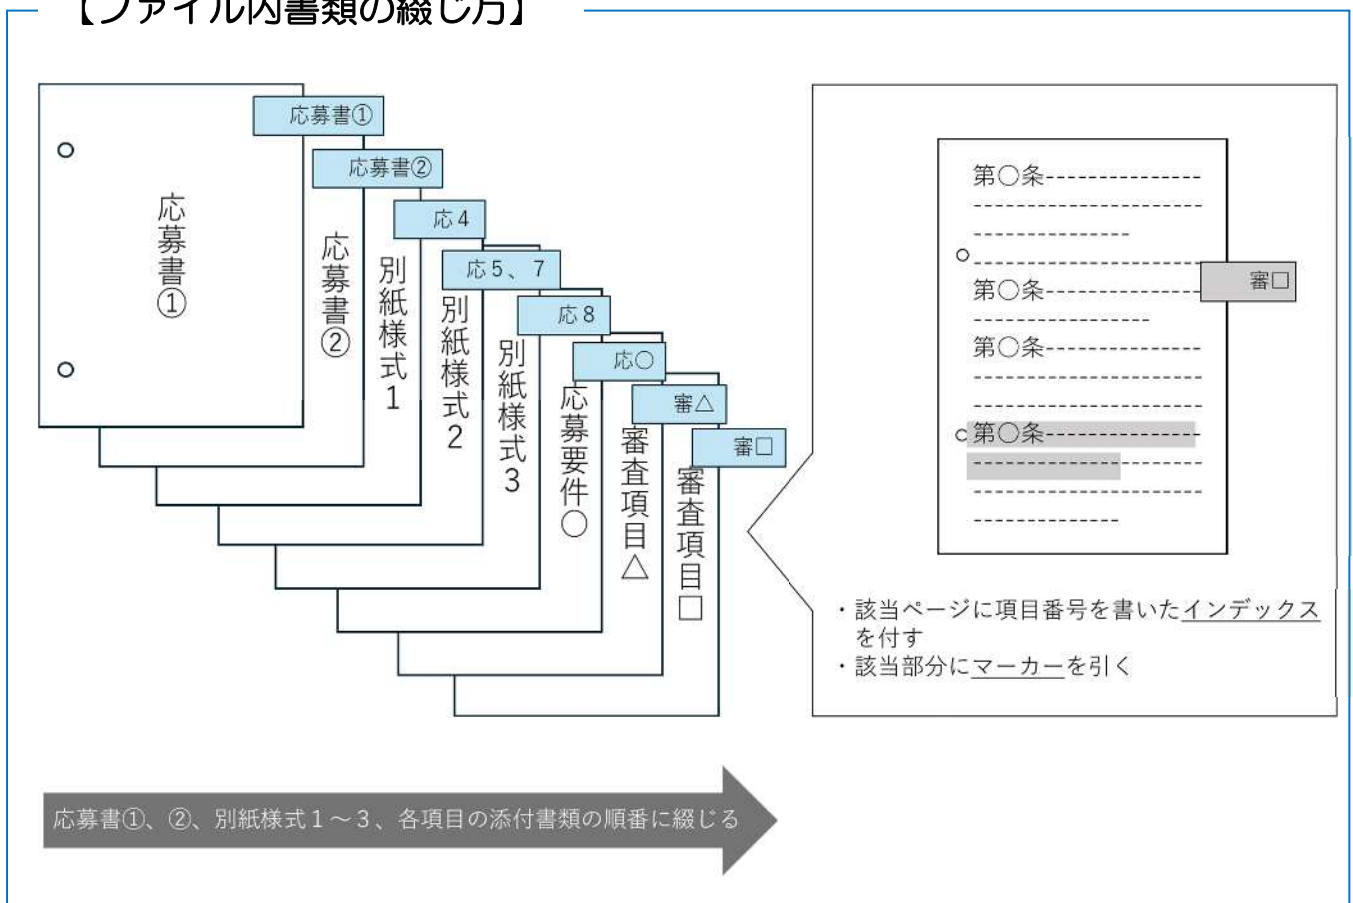 【ファイル内書類の綴じ方】
応募書①
応募書②
応4
応5、7
応8
応○
審△
審□
応募書①
応募書②
別紙様式1
別紙様式2
別紙様式3
応募要件○
審査項目△
審査項目□
第○条----------------
第○条----------------
第○条----------------
第○条----------------
審□
・該当ページに項目番号を書いたインデックス
を付す
・該当部分にマーカーを引く
応募書①、②、別紙様式1～3、各項目の添付書類の順番に綴じる